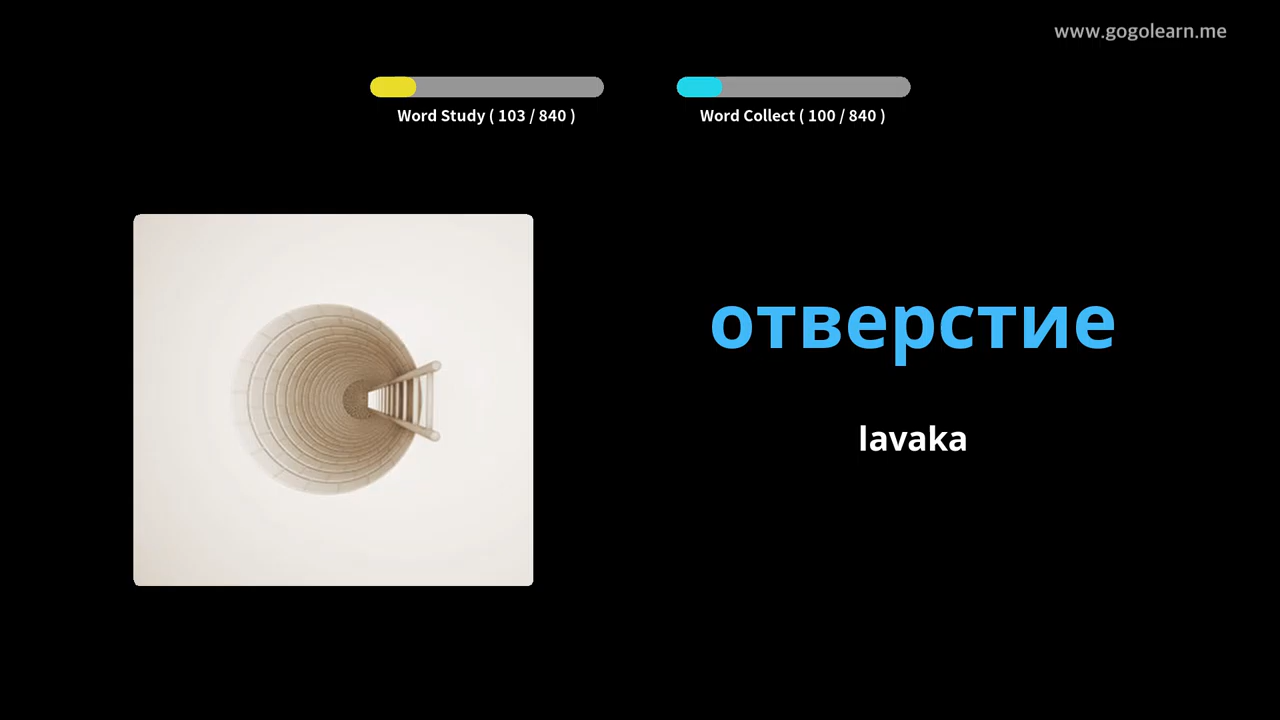 www.gogolearn.me
Word Study ( 103 / 840 )
Word Collect ( 100 / 840 )
отверстие
lavaka